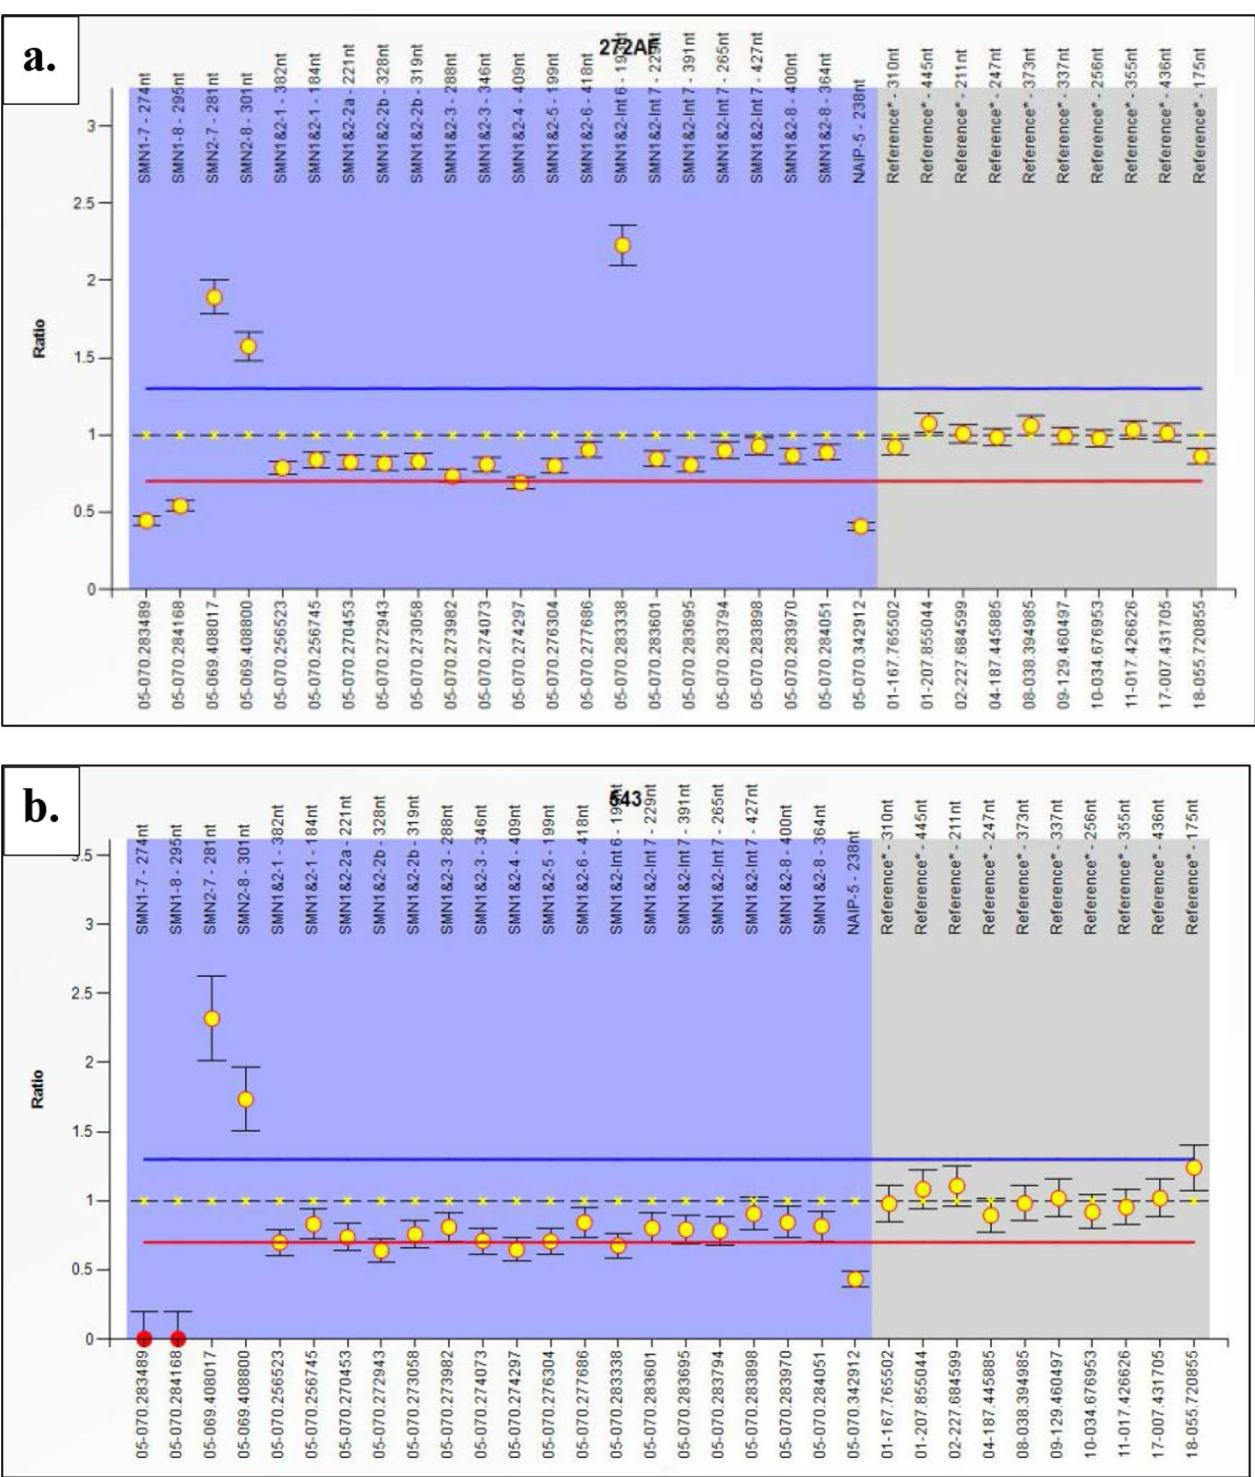 a.
272AF
SMN1-7 - 274nt
SMN1-8 - 295nt
SMN2-7 - 281nt
SMN2-8 - 301nt
SMN1&2-1 - 382nt
SMN1&2-1 - 184nt
SMN1&2-2a - 221nt
SMN1&2-2b - 328nt
SMN1&2-2b - 319nt
SMN1&2-3 - 288nt
SMN1&2-3 - 346nt
SMN1&2-4 - 409nt
SMN1&2-5 - 199nt
SMN1&2-6 - 418nt
SMN1&2-Int 6 - 193nt
SMN1&2-Int 7 - 229nt
SMN1&2-Int 7 - 391nt
SMN1&2-Int 7 - 265nt
SMN1&2-Int 7 - 427nt
SMN1&2-8 - 400nt
SMN1&2-8 - 364nt
NAIP-5 - 238nt
Reference* - 310nt
Reference* - 445nt
Reference* - 211nt
Reference* - 247nt
Reference* - 373nt
Reference* - 337nt
Reference* - 256nt
Reference* - 355nt
Reference* - 436nt
Reference* - 175nt
3
2.5
2
1.5
1
0.5
0
Ratio
05-070.283489
05-070.284168
05-069.408017
05-069.408800
05-070.256523
05-070.256745
05-070.270453
05-070.272943
05-070.273058
05-070.273982
05-070.274073
05-070.274297
05-070.276304
05-070.277686
05-070.283338
05-070.283601
05-070.283695
05-070.283794
05-070.283898
05-070.283970
05-070.284051
05-070.342912
01-167.765502
01-207.855044
02-227.684599
04-187.445885
08-038.394985
09-129.460497
10-034.676953
11-017.426626
17-007.431705
18-055.720855
b.
543
SMN1-7 - 274nt
SMN1-8 - 295nt
SMN2-7 - 281nt
SMN2-8 - 301nt
SMN1&2-1 - 382nt
SMN1&2-1 - 184nt
SMN1&2-2a - 221nt
SMN1&2-2b - 328nt
SMN1&2-2b - 319nt
SMN1&2-3 - 288nt
SMN1&2-3 - 346nt
SMN1&2-4 - 409nt
SMN1&2-5 - 199nt
SMN1&2-6 - 418nt
SMN1&2-Int 6 -
SMN1&2-Int 7 - 229nt
SMN1&2-Int 7 - 391nt
SMN1&2-Int 7 - 265nt
SMN1&2-Int 7 - 427nt
SMN1&2-8 - 400nt
SMN1&2-8 - 364nt
NAIP-5 - 238nt
Reference* - 310nt
Reference* - 445nt
Reference* - 211nt
Reference* - 247nt
Reference* - 373nt
Reference* - 337nt
Reference* - 256nt
Reference* - 355nt
Reference* - 436nt
Reference* - 175nt
3.5
3
2.5
2
1.5
1
0.5
0
Ratio
05-070.283489
05-070.284168
05-069.408017
05-069.408800
05-070.256523
05-070.256745
05-070.270453
05-070.272943
05-070.273058
05-070.273982
05-070.274073
05-070.274297
05-070.276304
05-070.277686
05-070.283338
05-070.283601
05-070.283695
05-070.283794
05-070.283898
05-070.283970
05-070.284051
05-070.342912
01-167.765502
01-207.855044
02-227.684599
04-187.445885
08-038.394985
09-129.460497
10-034.676953
11-017.426626
17-007.431705
18-055.720855